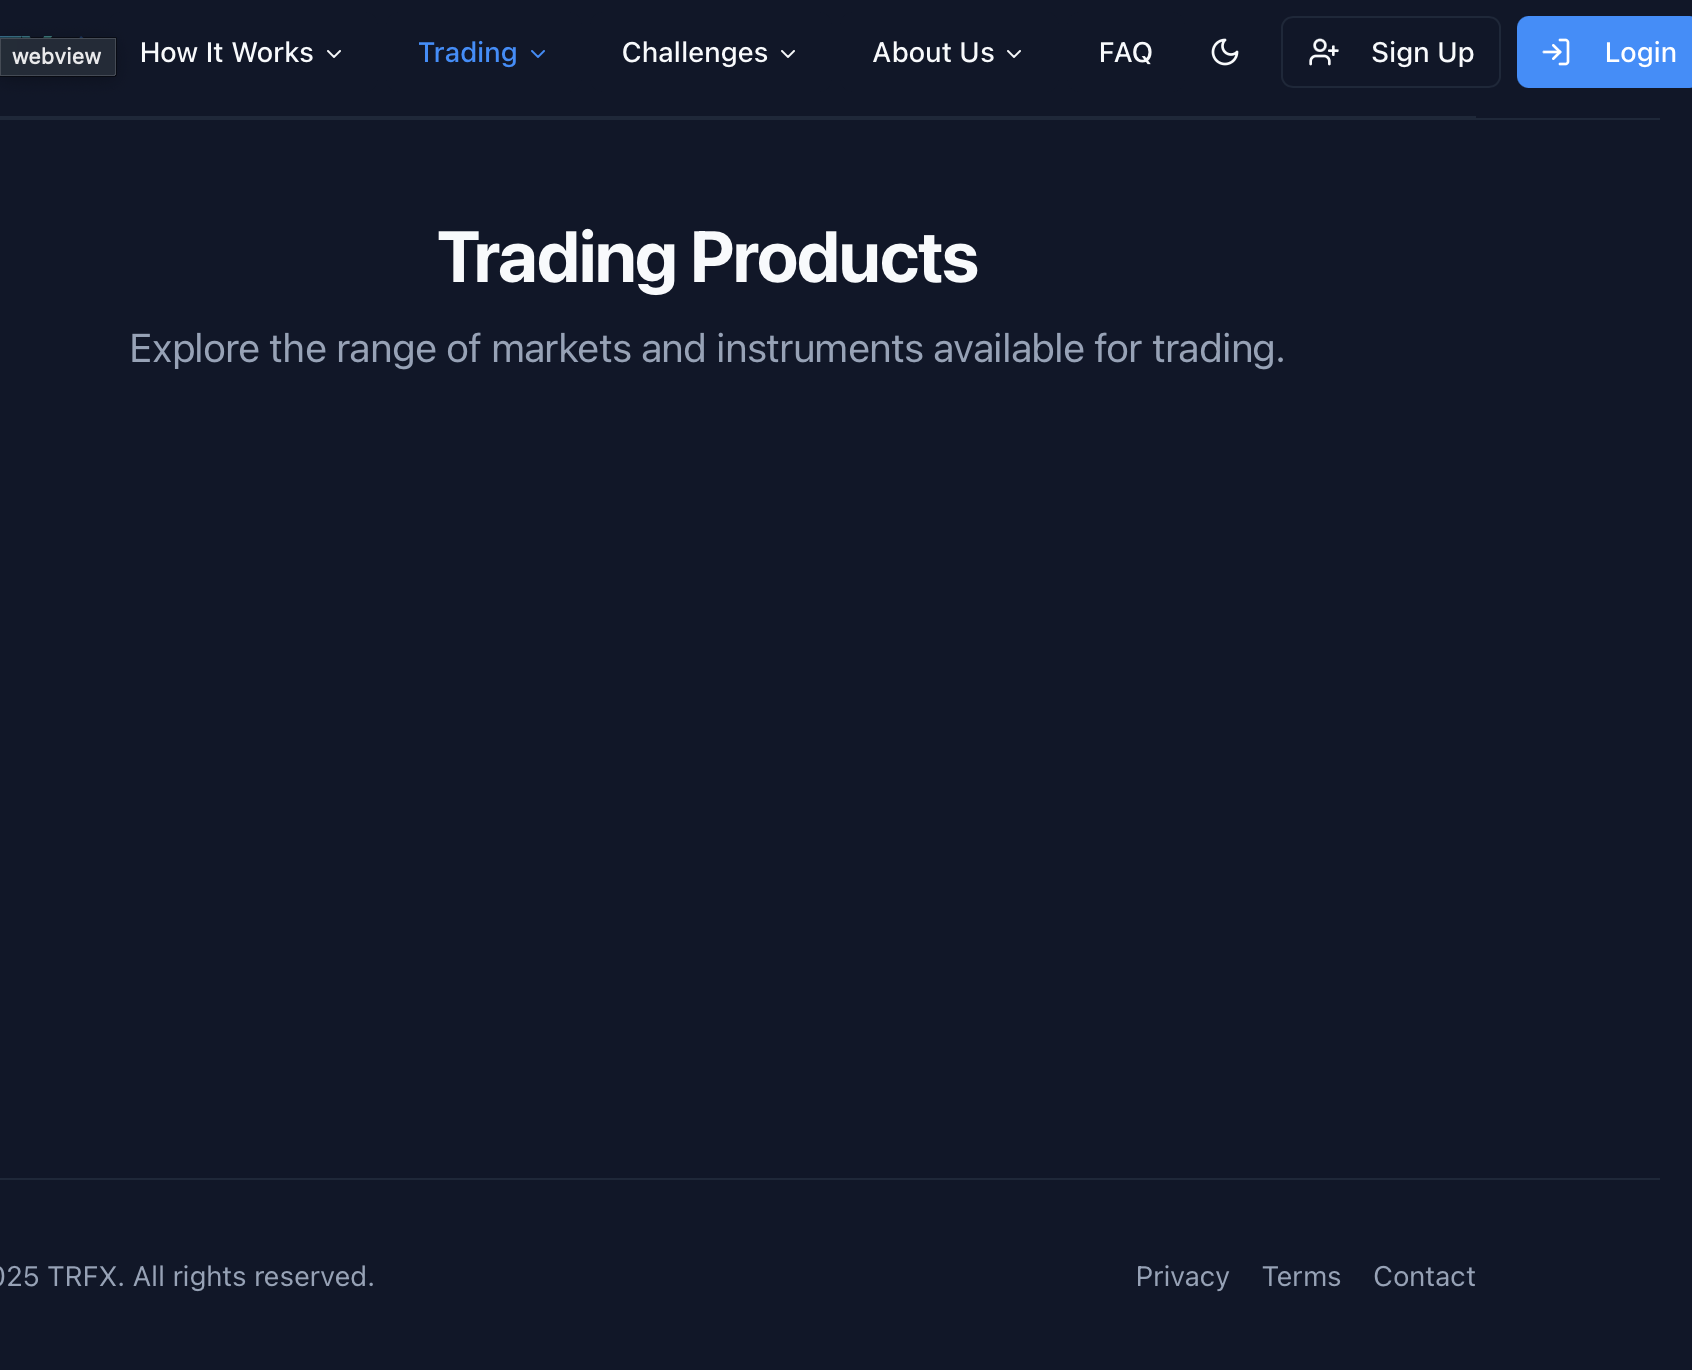 webview How It Works Trading Challenges About Us FAQ Sign Up Login
Trading Products
Explore the range of markets and instruments available for trading.
025 TRFX. All rights reserved. Privacy Terms Contact